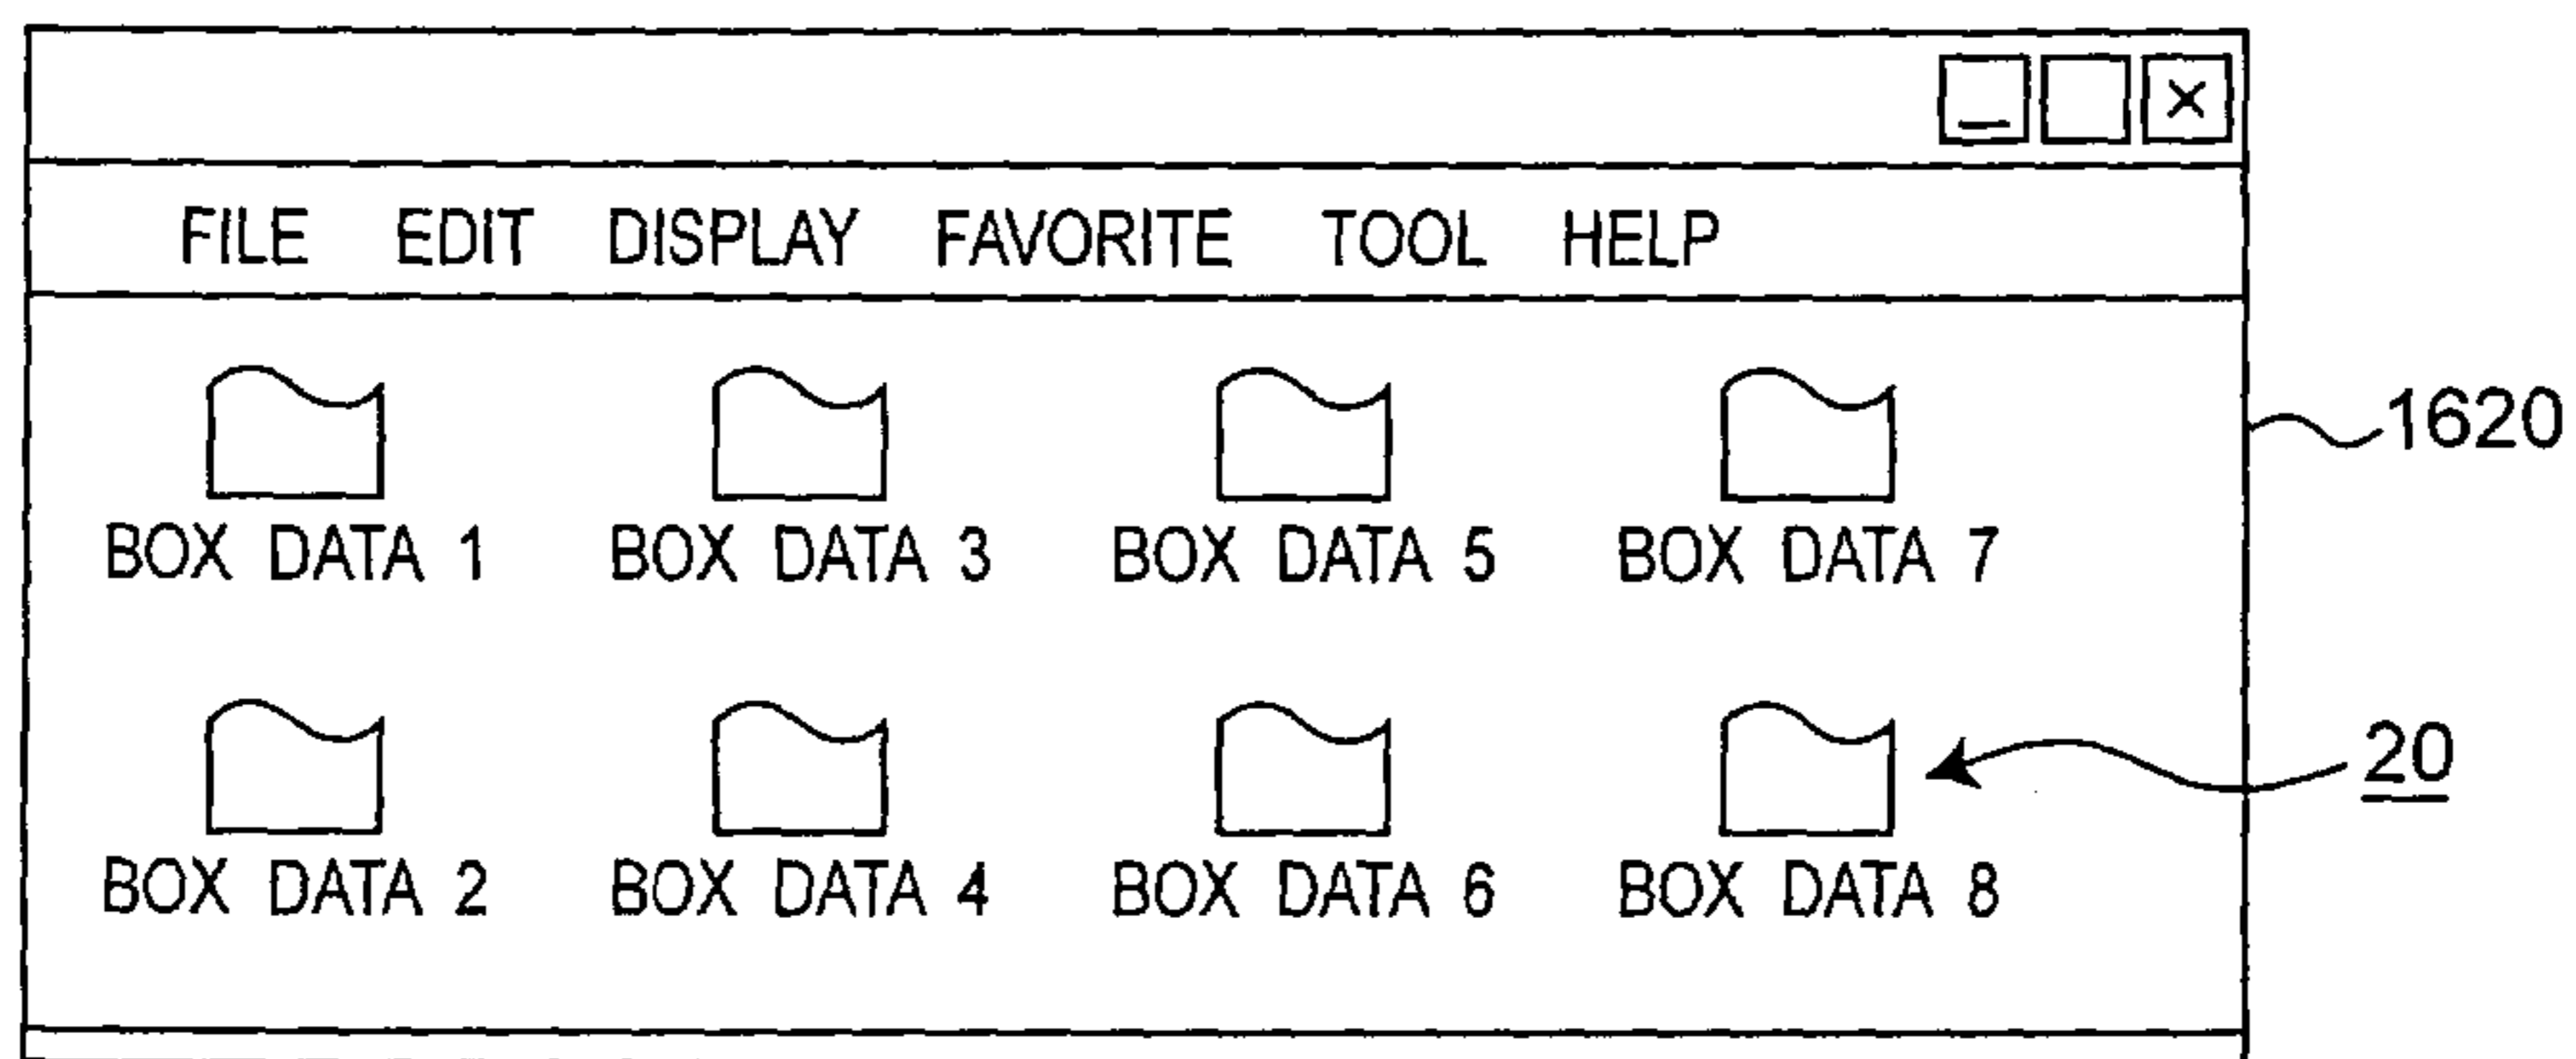 ×
FILE EDIT DISPLAY FAVORITE TOOL HELP
1620
BOX DATA 1 BOX DATA 3 BOX DATA 5 BOX DATA 7
20
BOX DATA 2 BOX DATA 4 BOX DATA 6 BOX DATA 8